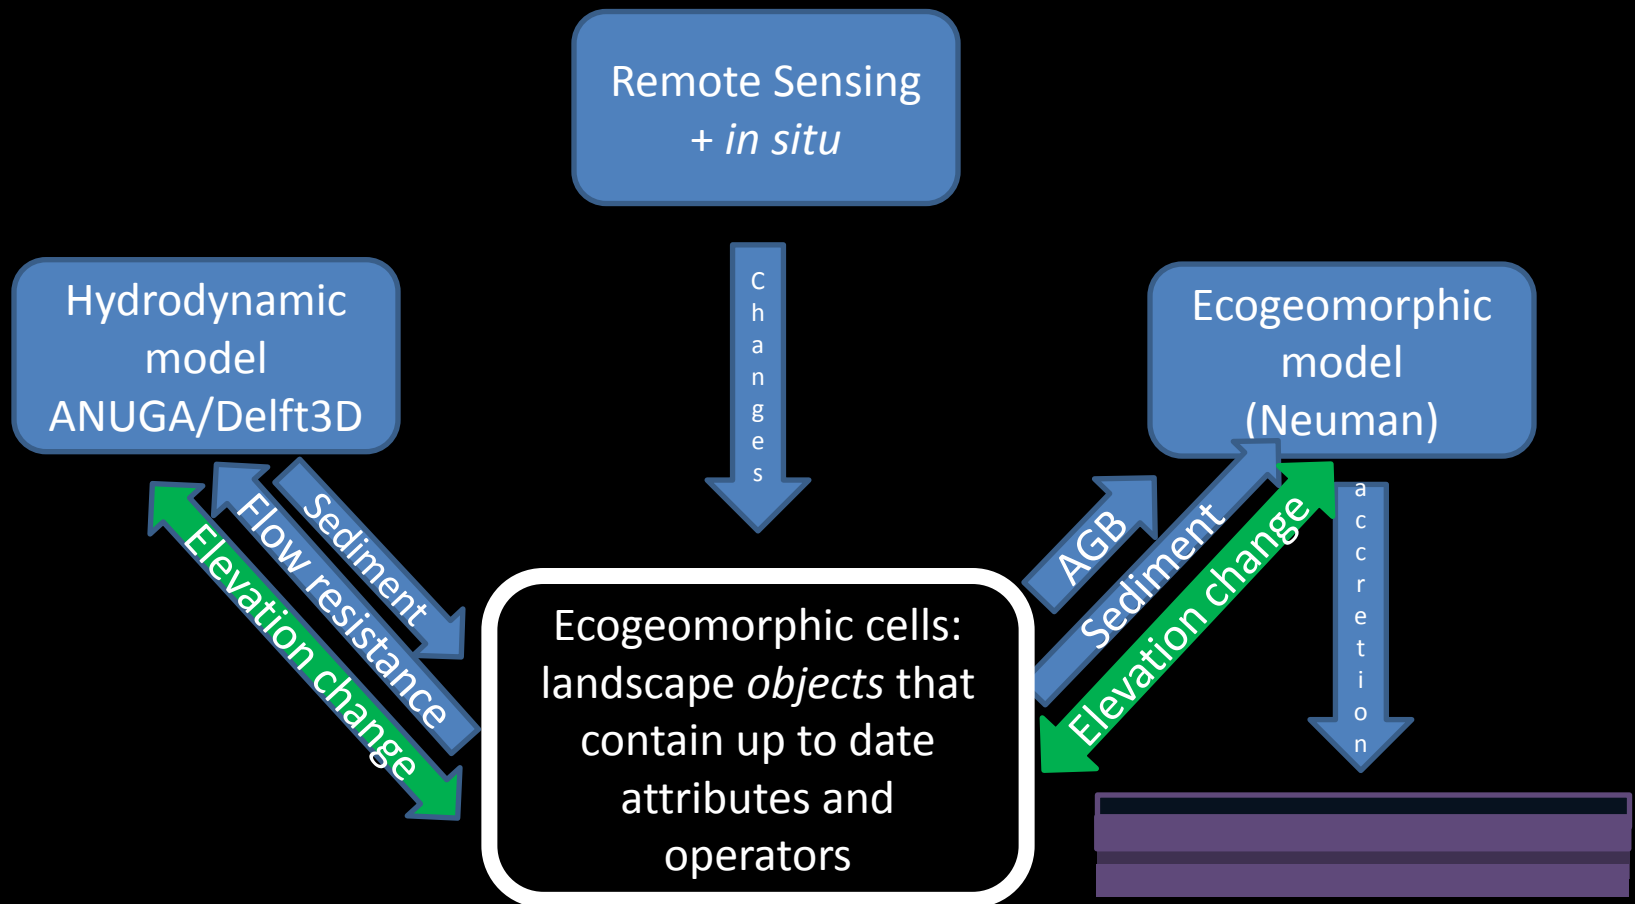 Remote Sensing
+ in situ
Changes
Hydrodynamic
model
ANUGA/Delft3D
Ecogeomorphic
model
(Neuman)
Sediment
Flow resistance
Elevation change
AGB
Sediment
Elevation change
accretion
Ecogeomorphic cells:
landscape objects that
contain up to date
attributes and
operators